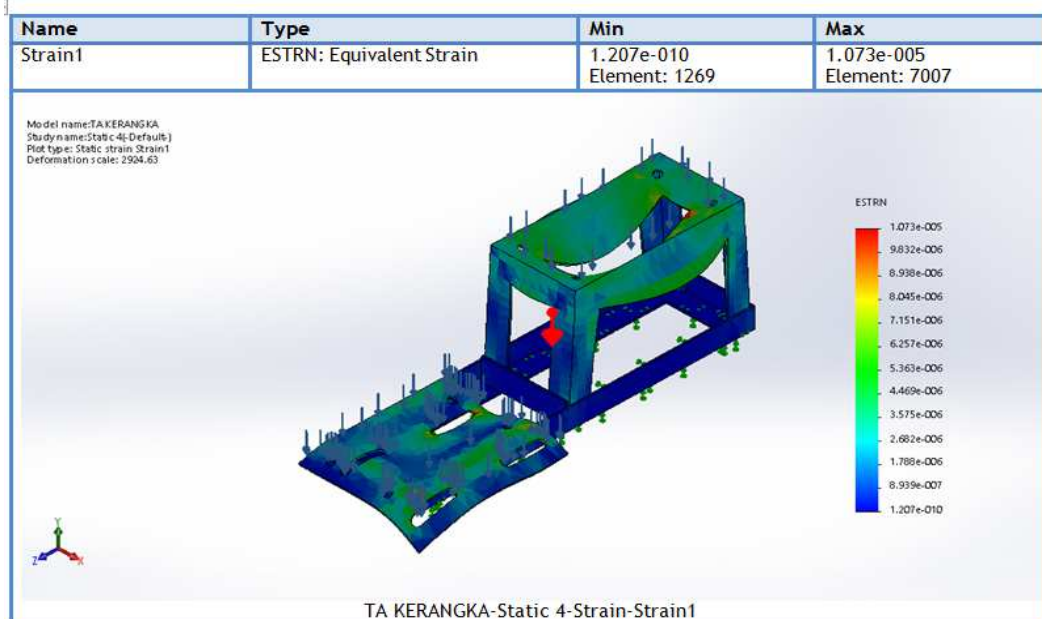 Name Type Min Max
Strain1 ESTRN: Equivalent Strain 1.207e-010 1.073e-005
Element: 1269 Element: 7007
Model name:TA KERANGKA
Study name:Static 4(-Default-)
Plot type: Static strain Strain1
Deformation scale: 2924.63
ESTRN
1.073e-005
9.832e-006
8.938e-006
8.045e-006
7.151e-006
6.257e-006
5.363e-006
4.469e-006
3.575e-006
2.682e-006
1.788e-006
8.939e-007
1.207e-010
Y
Z X
TA KERANGKA-Static 4-Strain-Strain1